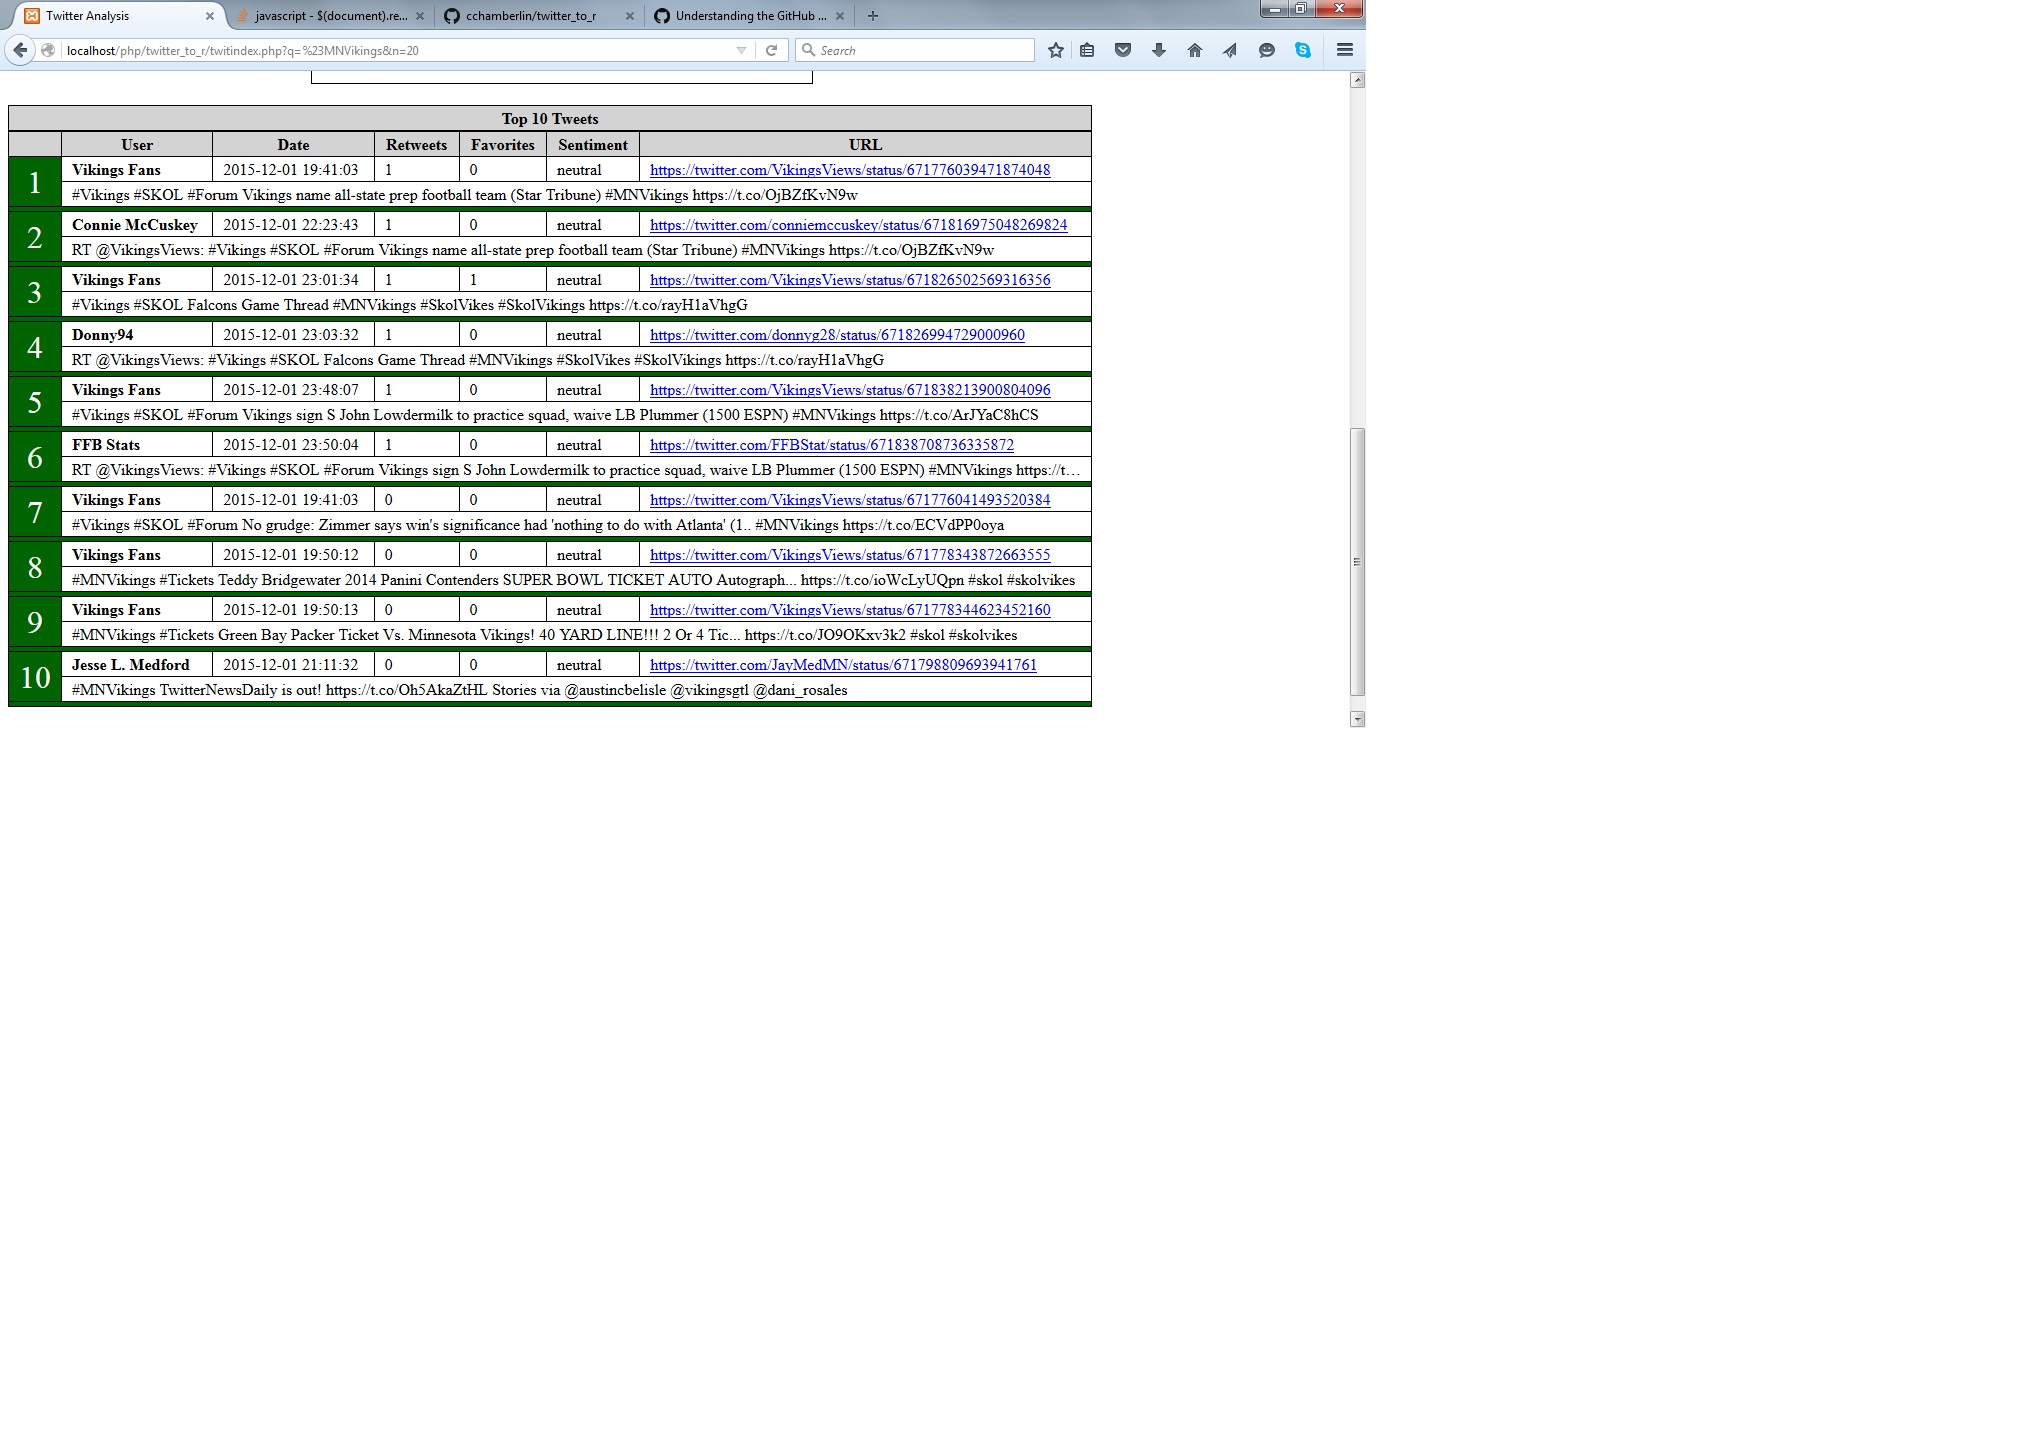 Twitter Analysis
javascript - $(document).re...
cchamberlin/twitter_to_r
Understanding the GitHub ...
localhost/php/twitter_to_r/twitindex.php?q=%23MNVikings&n=20
Search
Top 10 Tweets
User Date Retweets Favorites Sentiment URL
1 Vikings Fans 2015-12-01 19:41:03 1 0 neutral https://twitter.com/VikingsViews/status/671776039471874048
#Vikings #SKOL #Forum Vikings name all-state prep football team (Star Tribune) #MNVikings https://t.co/OjBZfKvN9w
2 Connie McCuskey 2015-12-01 22:23:43 1 0 neutral https://twitter.com/conniemccuskey/status/671816975048269824
RT @VikingsViews: #Vikings #SKOL #Forum Vikings name all-state prep football team (Star Tribune) #MNVikings https://t.co/OjBZfKvN9w
3 Vikings Fans 2015-12-01 23:01:34 1 1 neutral https://twitter.com/VikingsViews/status/671826502569316356
#Vikings #SKOL Falcons Game Thread #MNVikings #SkolVikes #SkolVikings https://t.co/rayH1aVhgG
4 Donny94 2015-12-01 23:03:32 1 0 neutral https://twitter.com/donnyg28/status/671826994729000960
RT @VikingsViews: #Vikings #SKOL Falcons Game Thread #MNVikings #SkolVikes #SkolVikings https://t.co/rayH1aVhgG
5 Vikings Fans 2015-12-01 23:48:07 1 0 neutral https://twitter.com/VikingsViews/status/671838213900804096
#Vikings #SKOL #Forum Vikings sign S John Lowdermilk to practice squad, waive LB Plummer (1500 ESPN) #MNVikings https://t.co/ArJYaC8hCS
6 FFB Stats 2015-12-01 23:50:04 1 0 neutral https://twitter.com/FFBStat/status/671838708736335872
RT @VikingsViews: #Vikings #SKOL #Forum Vikings sign S John Lowdermilk to practice squad, waive LB Plummer (1500 ESPN) #MNVikings https://t…
7 Vikings Fans 2015-12-01 19:41:03 0 0 neutral https://twitter.com/VikingsViews/status/671776041493520384
#Vikings #SKOL #Forum No grudge: Zimmer says win's significance had 'nothing to do with Atlanta' (1.. #MNVikings https://t.co/ECVdPP0oya
8 Vikings Fans 2015-12-01 19:50:12 0 0 neutral https://twitter.com/VikingsViews/status/671778343872663555
#MNVikings #Tickets Teddy Bridgewater 2014 Panini Contenders SUPER BOWL TICKET AUTO Autograph... https://t.co/ioWcLyUQpn #skol #skolvikes
9 Vikings Fans 2015-12-01 19:50:13 0 0 neutral https://twitter.com/VikingsViews/status/671778344623452160
#MNVikings #Tickets Green Bay Packer Ticket Vs. Minnesota Vikings! 40 YARD LINE!!! 2 Or 4 Tic... https://t.co/JO9OKxv3k2 #skol #skolvikes
10 Jesse L. Medford 2015-12-01 21:11:32 0 0 neutral https://twitter.com/JayMedMN/status/671798809693941761
#MNVikings TwitterNewsDaily is out! https://t.co/Oh5AkaZtHL Stories via @austincbelisle @vikingsgtl @dani_rosales